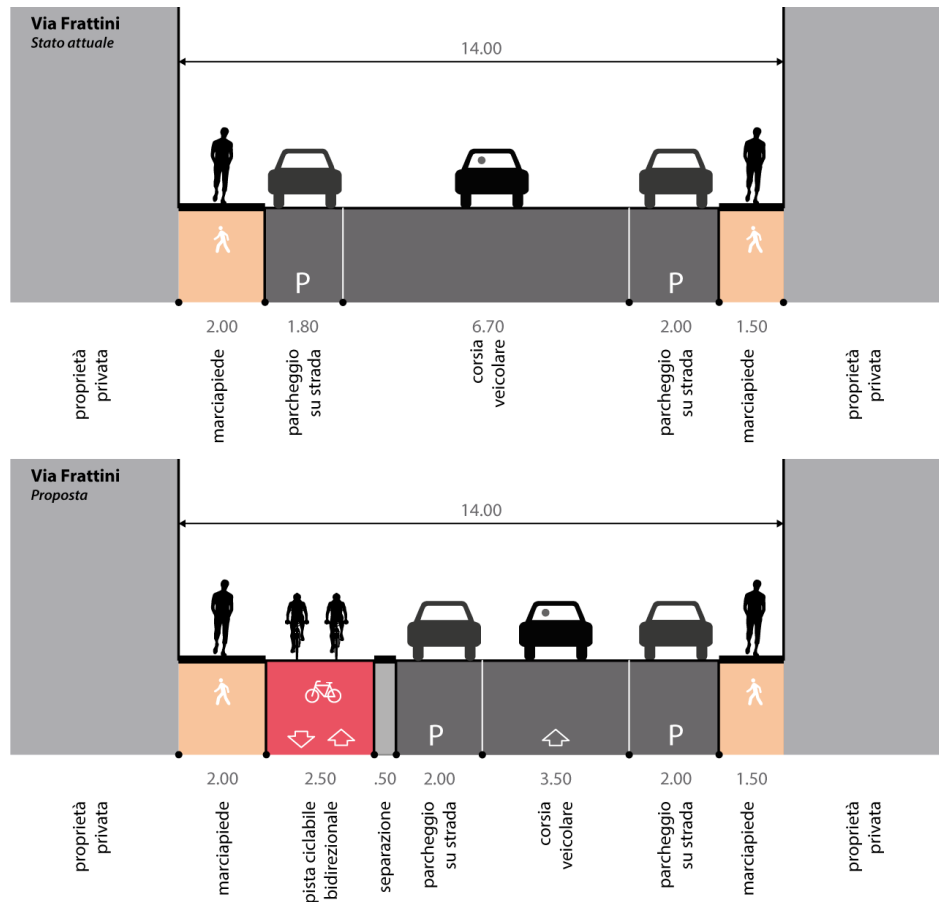 Via Frattini
Stato attuale
14.00
P
P
2.00
1.80
6.70
2.00
1.50
proprietà
privata
marciapiede
parcheggio
su strada
corsia
veicolare
parcheggio
su strada
marciapiede
proprietà
privata
Via Frattini
Proposta
14.00
P
P
2.00
2.50
.50
2.00
3.50
2.00
1.50
proprietà
privata
marciapiede
pista ciclabile
bidirezionale
separazione
parcheggio
su strada
corsia
veicolare
parcheggio
su strada
marciapiede
proprietà
privata